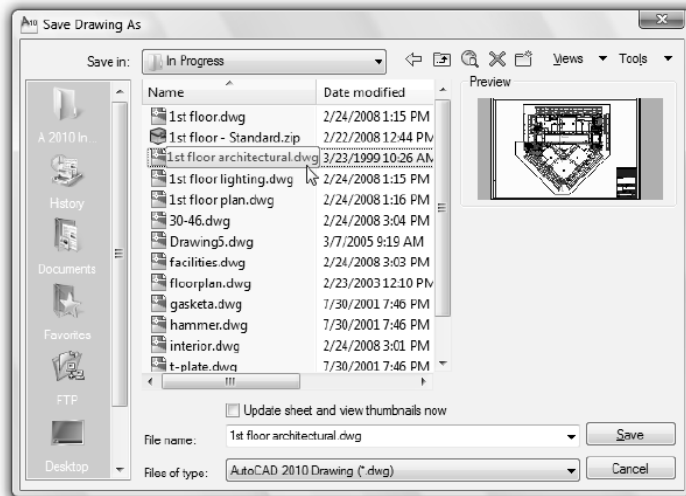 A10 Save Drawing As
Save in: In Progress Views Tools
Name Date modified Preview
1st floor.dwg 2/24/2008 1:15 PM
1st floor - Standard.zip 2/22/2008 12:44 PM
1st floor architectural.dwg 3/23/1999 10:26 AM
1st floor lighting.dwg 2/24/2008 1:15 PM
1st floor plan.dwg 2/24/2008 1:16 PM
30-46.dwg 2/24/2008 3:04 PM
Drawing5.dwg 3/7/2005 9:19 AM
facilities.dwg 2/24/2008 3:03 PM
floorplan.dwg 2/23/2003 12:10 PM
gasketa.dwg 7/30/2001 7:46 PM
hammer.dwg 7/30/2001 7:46 PM
interior.dwg 2/24/2008 3:01 PM
t-plate.dwg 7/30/2001 7:46 PM
A 2010 In...
History
Documents
Favorites
FTP
Desktop
Update sheet and view thumbnails now
File name: 1st floor architectural.dwg Save
Files of type: AutoCAD 2010 Drawing (*.dwg) Cancel